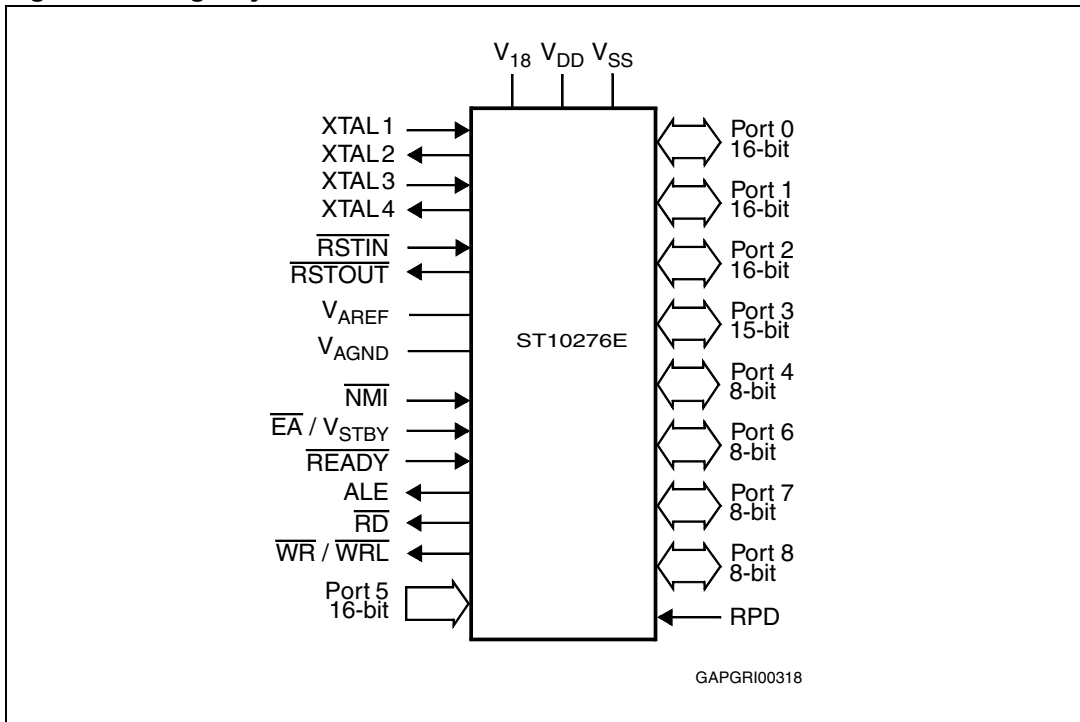 V18 VDD VSS
XTAL1
XTAL2
XTAL3
XTAL4
RSTIN
RSTOUT
VAREF
VAGND
NMI
EA / VSTBY
READY
ALE
RD
WR / WRL
Port 5
16-bit
ST10276E
Port 0
16-bit
Port 1
16-bit
Port 2
16-bit
Port 3
15-bit
Port 4
8-bit
Port 6
8-bit
Port 7
8-bit
Port 8
8-bit
RPD
GAPGRI00318